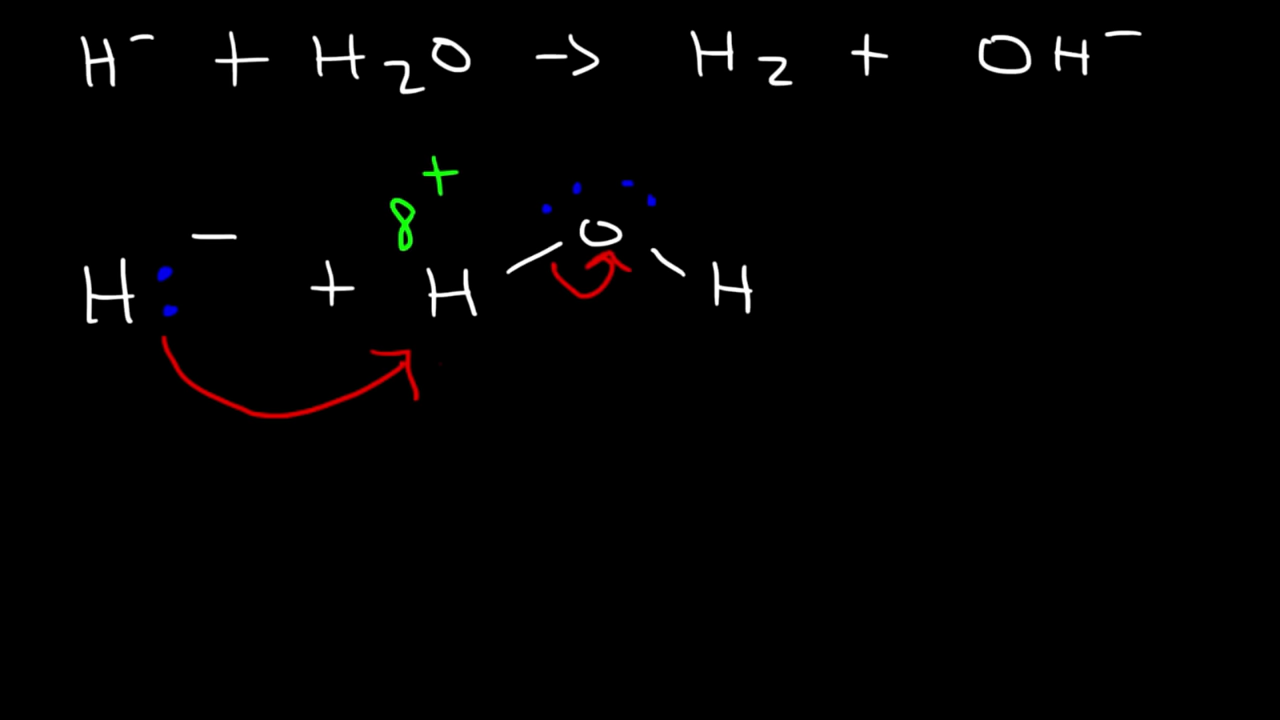 H⁻ + H₂O → H₂ + OH⁻
δ⁺
O
H:⁻ + H H